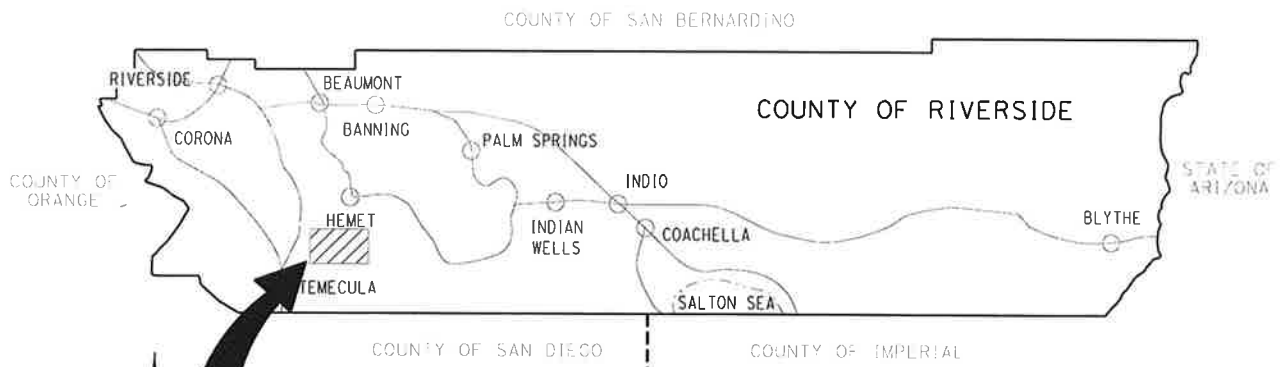 COUNTY OF SAN BERNARDINO
RIVERSIDE
BEAUMONT
COUNTY OF RIVERSIDE
BANNING
CORONA
PALM SPRINGS
COUNTY OF
ORANGE
STATE OF
ARIZONA
INDIO
HEMET
BLYTHE
INDIAN
WELLS
COACHELLA
TEMECULA
SALTON SEA
COUNTY OF SAN DIEGO
COUNTY OF IMPERIAL